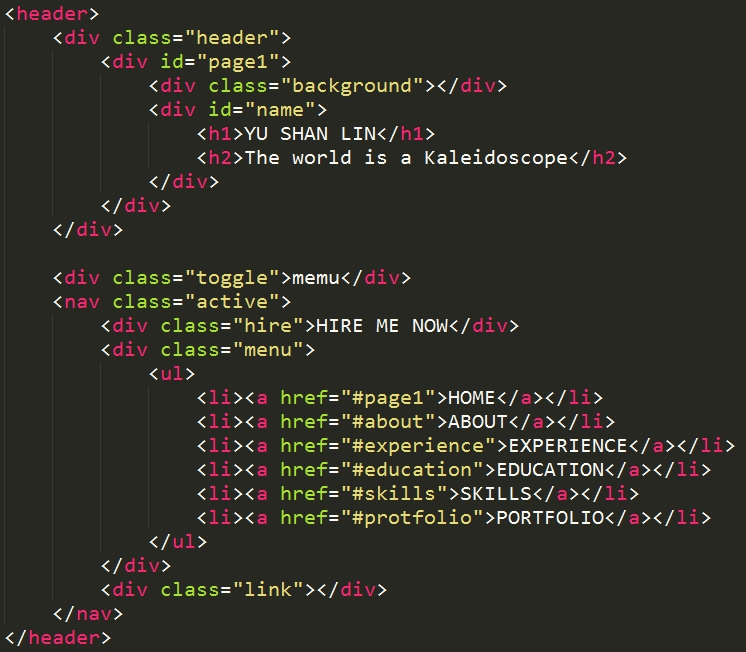 <header>
    <div class="header">
        <div id="page1">
            <div class="background"></div>
            <div id="name">
                <h1>YU SHAN LIN</h1>
                <h2>The world is a Kaleidoscope</h2>
            </div>
        </div>
    </div>

    <div class="toggle">memu</div>
    <nav class="active">
        <div class="hire">HIRE ME NOW</div>
        <div class="menu">
            <ul>
                <li><a href="#page1">HOME</a></li>
                <li><a href="#about">ABOUT</a></li>
                <li><a href="#experience">EXPERIENCE</a></li>
                <li><a href="#education">EDUCATION</a></li>
                <li><a href="#skills">SKILLS</a></li>
                <li><a href="#protfolio">PORTFOLIO</a></li>
            </ul>
        </div>
        <div class="link"></div>
    </nav>
</header>